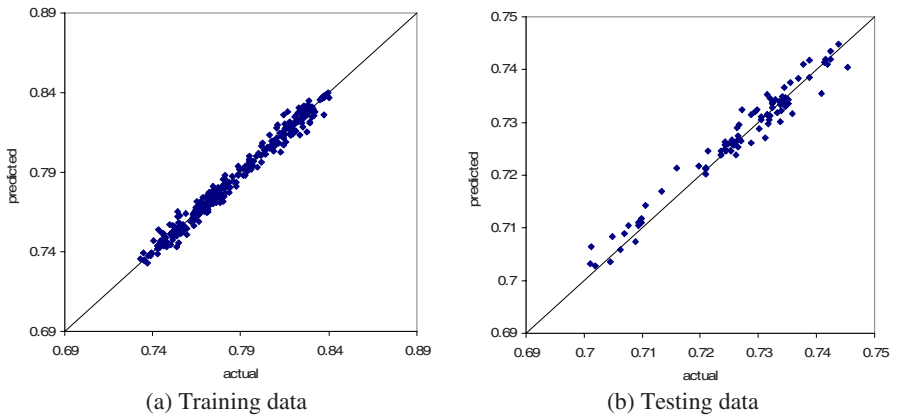 0.89
0.84
0.79
0.74
0.69
predicted
0.69 0.74 0.79 0.84 0.89
actual
(a) Training data
0.75
0.74
0.73
0.72
0.71
0.7
0.69
predicted
0.69 0.7 0.71 0.72 0.73 0.74 0.75
actual
(b) Testing data